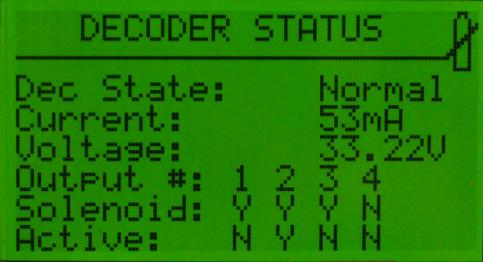 DECODER STATUS
Dec State: Normal
Current: 53mA
Voltage: 33.22V
Output #: 1 2 3 4
Solenoid: Y Y Y N
Active: N Y N N